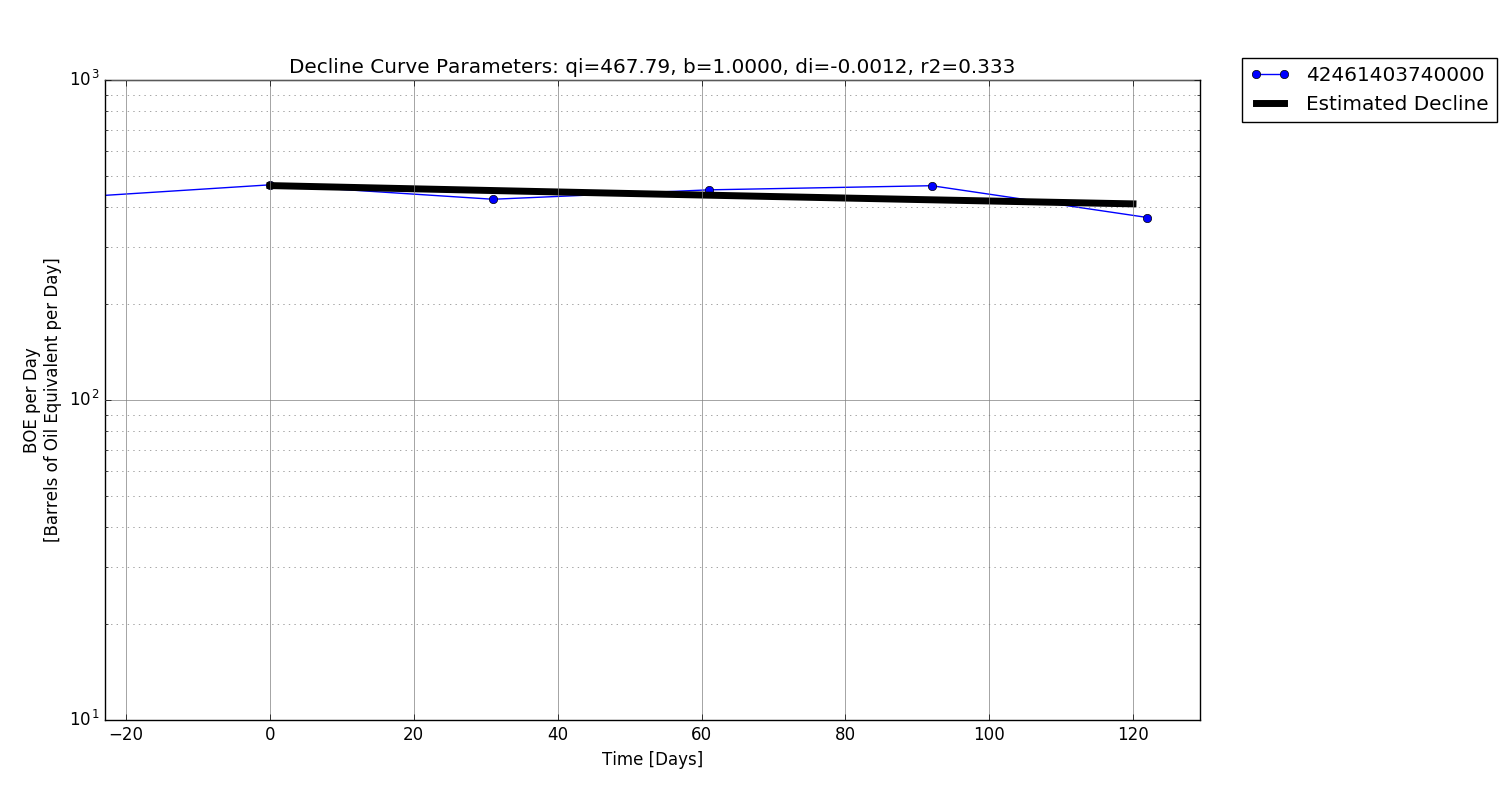 Decline Curve Parameters: qi=467.79, b=1.0000, di=-0.0012, r2=0.333
42461403740000
Estimated Decline
10³
10²
10¹
BOE per Day
[Barrels of Oil Equivalent per Day]
−20 0 20 40 60 80 100 120
Time [Days]